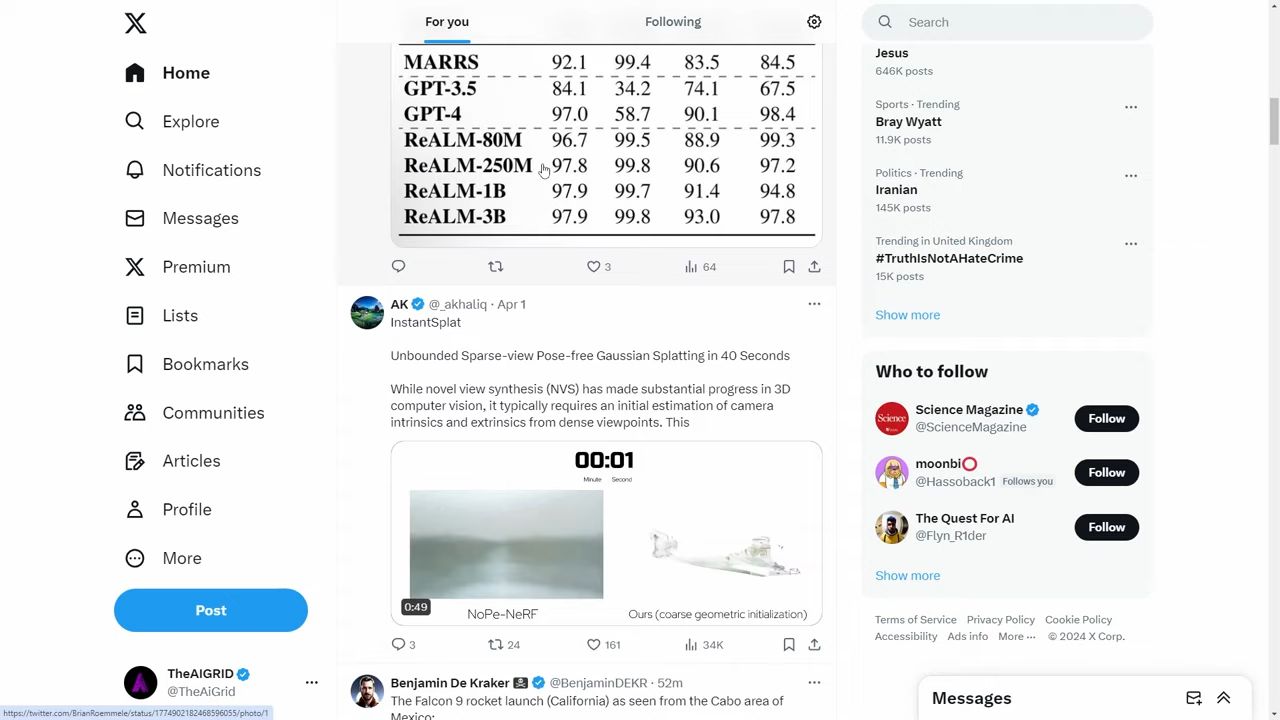 Home
Explore
Notifications
Messages
Premium
Lists
Bookmarks
Communities
Articles
Profile
More
Post
TheAIGRID
@TheAiGrid
https://twitter.com/BrianRoemmele/status/1774902182468596055/photo/1
For you Following
MARRS 92.1 99.4 83.5 84.5
GPT-3.5 84.1 34.2 74.1 67.5
GPT-4 97.0 58.7 90.1 98.4
ReALM-80M 96.7 99.5 88.9 99.3
ReALM-250M 97.8 99.8 90.6 97.2
ReALM-1B 97.9 99.7 91.4 94.8
ReALM-3B 97.9 99.8 93.0 97.8
3 64
AK @_akhaliq · Apr 1
InstantSplat
Unbounded Sparse-view Pose-free Gaussian Splatting in 40 Seconds
While novel view synthesis (NVS) has made substantial progress in 3D
computer vision, it typically requires an initial estimation of camera
intrinsics and extrinsics from dense viewpoints. This
00:01
Minute Second
0:49
NoPe-NeRF Ours (coarse geometric initialization)
3 24 161 34K
Benjamin De Kraker @BenjaminDEKR · 52m
The Falcon 9 rocket launch (California) as seen from the Cabo area of
Mexico:
Search
Jesus
646K posts
Sports · Trending
Bray Wyatt
11.9K posts
Politics · Trending
Iranian
145K posts
Trending in United Kingdom
#TruthIsNotAHateCrime
15K posts
Show more
Who to follow
Science
Science Magazine
@ScienceMagazine
Follow
moonbi
@Hassoback1 Follows you
Follow
The Quest For AI
@Flyn_R1der
Follow
Show more
Terms of Service Privacy Policy Cookie Policy
Accessibility Ads info More ··· © 2024 X Corp.
Messages